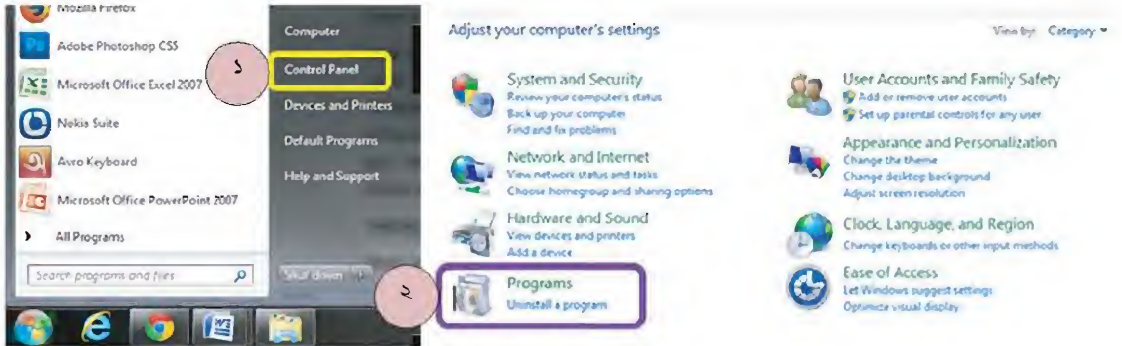 Mozilla Firefox
Adobe Photoshop CS5
Microsoft Office Excel 2007
Nokia Suite
Avro Keyboard
Microsoft Office PowerPoint 2007
All Programs
Search programs and files
Computer
১
Control Panel
Devices and Printers
Default Programs
Help and Support
Shut down
Adjust your computer's settings
View by: Category
System and Security
Review your computer's status
Back up your computer
Find and fix problems
Network and Internet
View network status and tasks
Choose homegroup and sharing options
Hardware and Sound
View devices and printers
Add a device
২
Programs
Uninstall a program
User Accounts and Family Safety
Add or remove user accounts
Set up parental controls for any user
Appearance and Personalization
Change the theme
Change desktop background
Adjust screen resolution
Clock, Language, and Region
Change keyboards or other input methods
Ease of Access
Let Windows suggest settings
Optimize visual display